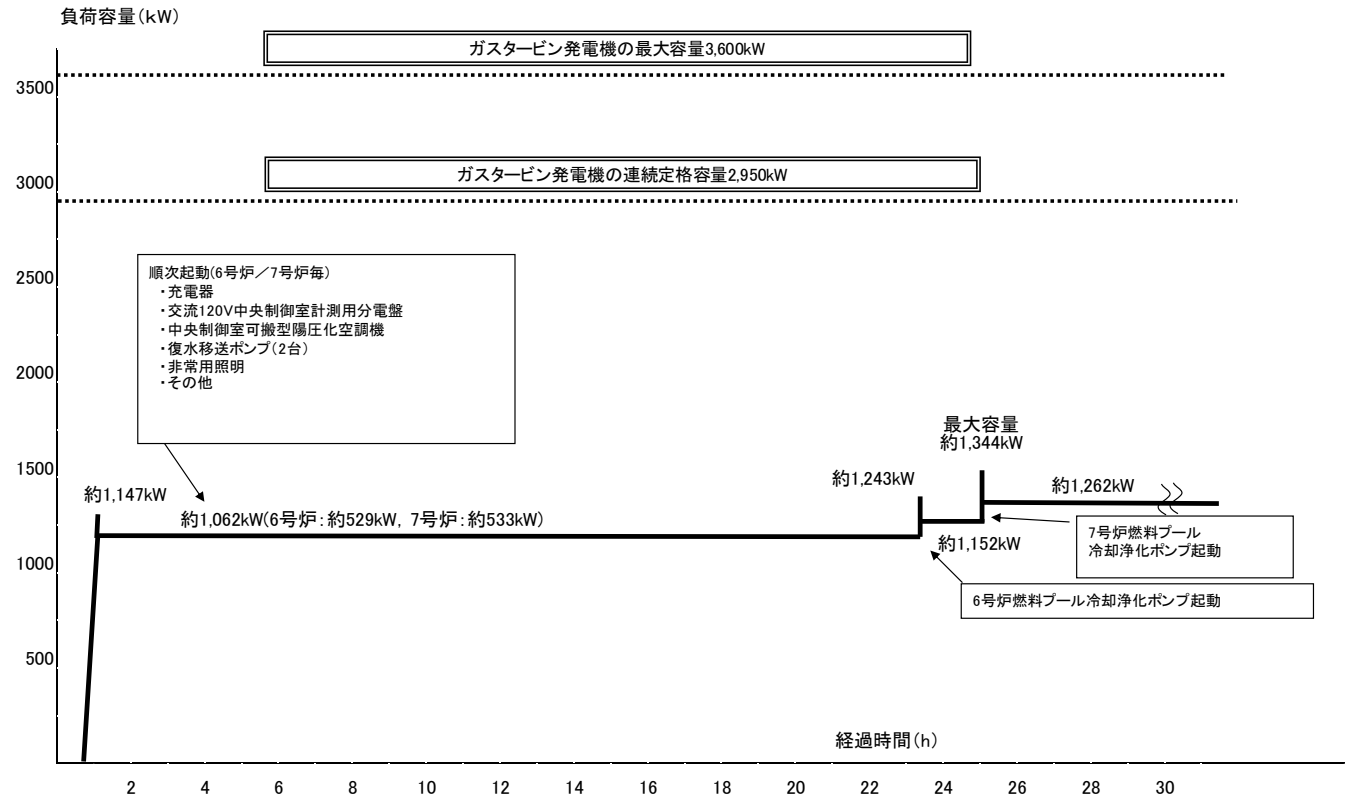 負荷容量(kW)
ガスタービン発電機の最大容量3,600kW
3500
ガスタービン発電機の連続定格容量2,950kW
3000
順次起動(6号炉／7号炉毎)
・充電器
・交流120V中央制御室計測用分電盤
・中央制御室可搬型陽圧化空調機
・復水移送ポンプ(2台)
・非常用照明
・その他
2500
2000
最大容量
約1,344kW
1500
約1,147kW
約1,243kW
約1,262kW
約1,062kW(6号炉：約529kW, 7号炉：約533kW)
約1,152kW
7号炉燃料プール
冷却浄化ポンプ起動
1000
6号炉燃料プール冷却浄化ポンプ起動
500
経過時間(h)
2 4 6 8 10 12 14 16 18 20 22 24 26 28 30